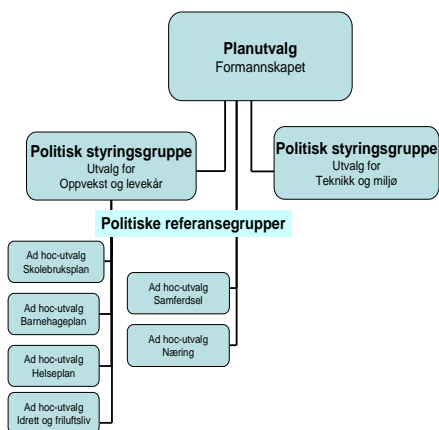 Planutvalg
Formannskapet
Politisk styringsgruppe
Utvalg for
Oppvekst og levekår
Politisk styringsgruppe
Utvalg for
Teknikk og miljø
Politiske referansegrupper
Ad hoc-utvalg
Skolebruksplan
Ad hoc-utvalg
Barnehageplan
Ad hoc-utvalg
Helseplan
Ad hoc-utvalg
Idrett og friluftsliv
Ad hoc-utvalg
Samferdsel
Ad hoc-utvalg
Næring